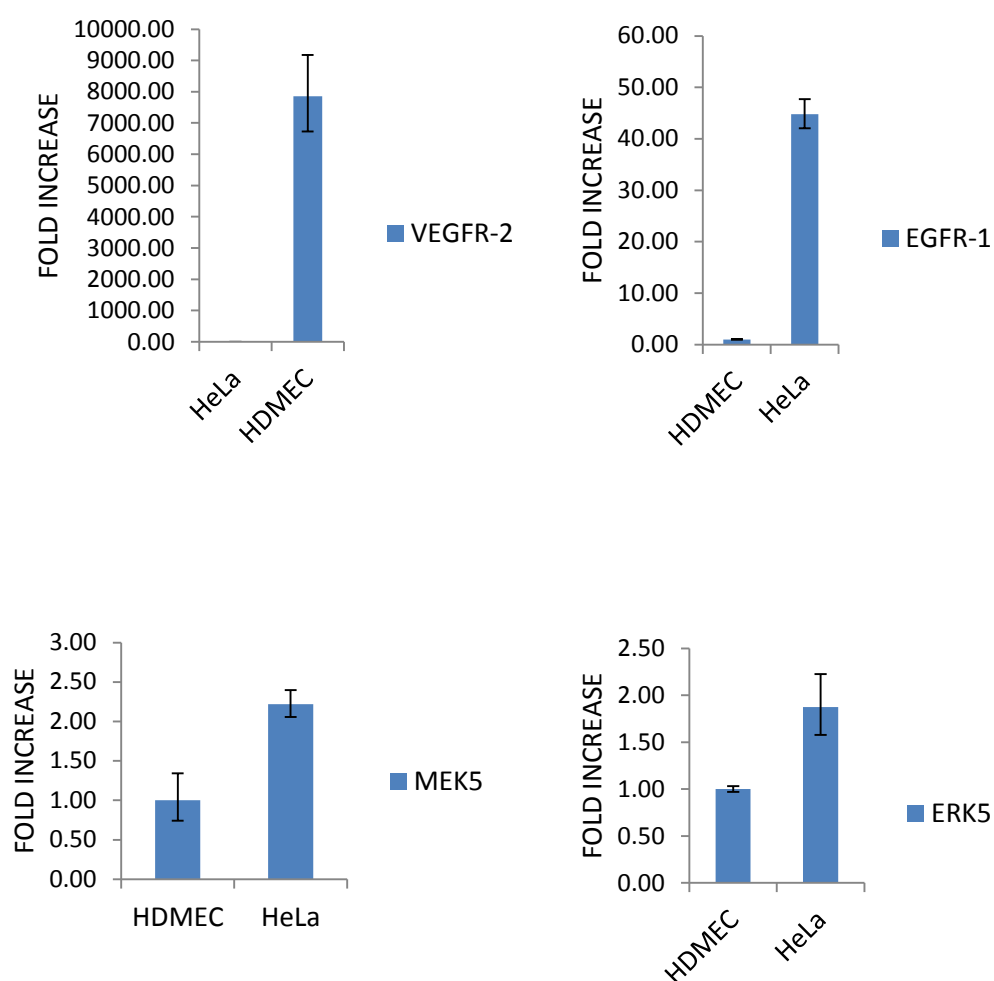 FOLD INCREASE
10000.00
9000.00
8000.00
7000.00
6000.00
5000.00
4000.00
3000.00
2000.00
1000.00
0.00
HeLa
HDMEC
VEGFR-2
FOLD INCREASE
60.00
50.00
40.00
30.00
20.00
10.00
0.00
HDMEC
HeLa
EGFR-1
FOLD INCREASE
3.00
2.50
2.00
1.50
1.00
0.50
0.00
HDMEC
HeLa
MEK5
FOLD INCREASE
2.50
2.00
1.50
1.00
0.50
0.00
HDMEC
HeLa
ERK5